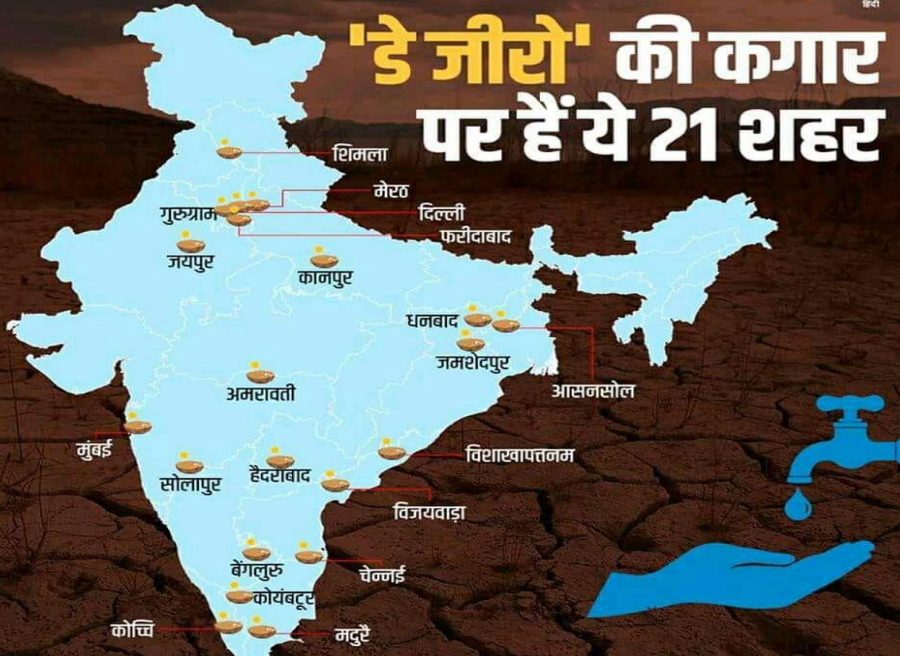 हिन्दी
'डे जीरो' की कगार
पर हैं ये 21 शहर
शिमला
मेरठ
गुरुग्राम
दिल्ली
फरीदाबाद
जयपुर
कानपुर
धनबाद
जमशेदपुर
अमरावती
आसनसोल
मुंबई
सोलापुर
हैदराबाद
विशाखापत्तनम
विजयवाड़ा
बेंगलुरु
चेन्नई
कोयंबटूर
कोच्चि
मदुरै